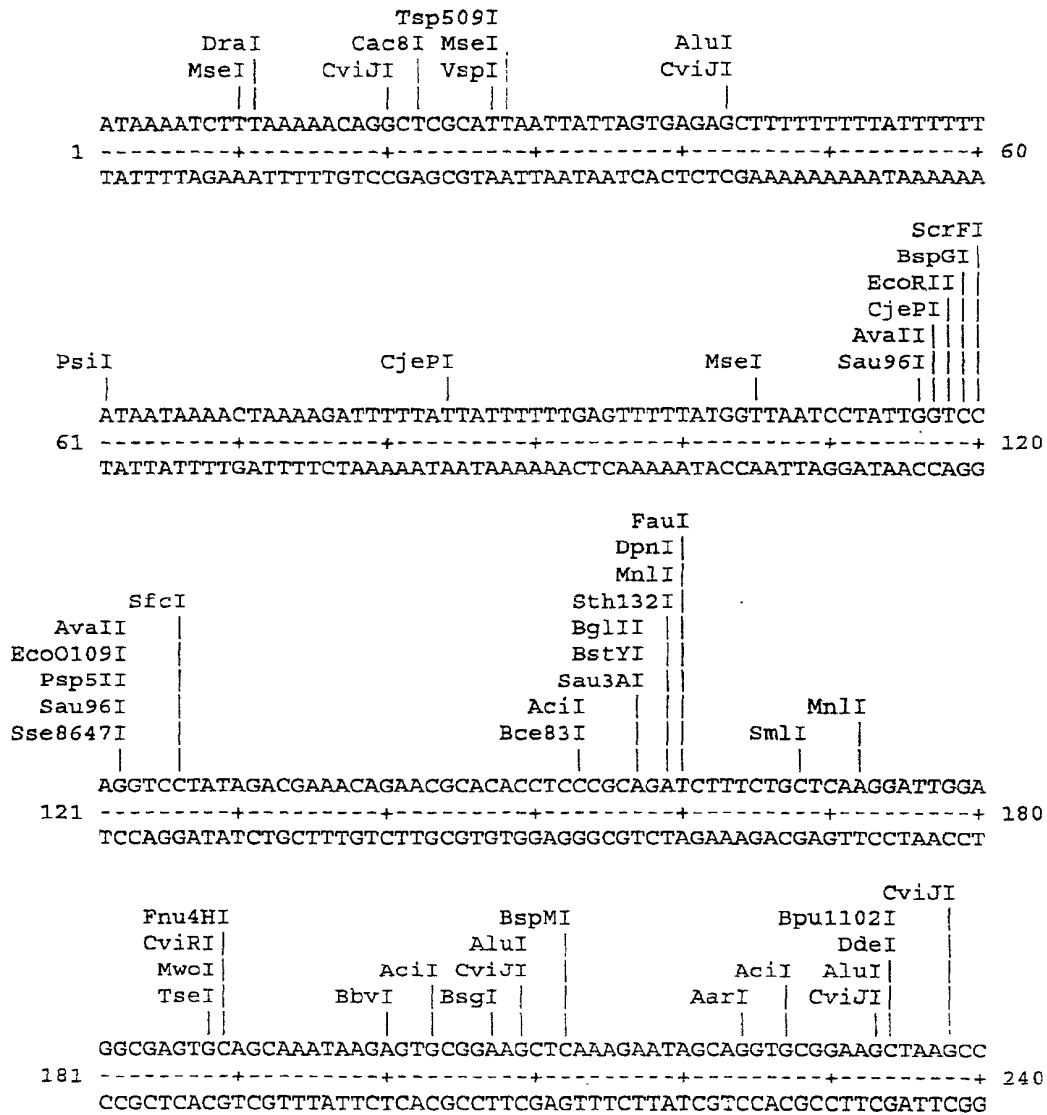 Tsp509I
DraI Cac8I MseI AluI
MseI CviJI VspI CviJI
ATAAAATCTTTAAAAACAGGCTCGCATTAATTATTAGTGAGAGCTTTTTTTTTATTTTTT
1 ---------+---------+---------+---------+---------+---------+ 60
TATTTTAGAAATTTTTGTCCGAGCGTAATTAATAATCACTCTCGAAAAAAAAATAAAAAA
ScrFI
BspGI
EcoRII
CjePI
AvaII
PsiI CjePI MseI Sau96I
ATAATAAAACTAAAAGATTTTTATTATTTTTTGAGTTTTTATGGTTAATCCTATTGGTCC
61 ---------+---------+---------+---------+---------+---------+ 120
TATTATTTTGATTTTCTAAAAATAATAAAAAACTCAAAAATACCAATTAGGATAACCAGG
FauI
DpnI
MnlI
SfcI Sth132I
AvaII BglII
EcoO109I BstYI
Psp5II Sau3AI
Sau96I AciI MnlI
Sse8647I Bce83I SmlI
AGGTCCTATAGACGAAACAGAACGCACACCTCCCGCAGATCTTTCTGCTCAAGGATTGGA
121 ---------+---------+---------+---------+---------+---------+ 180
TCCAGGATATCTGCTTTGTCTTGCGTGTGGAGGGCGTCTAGAAAGACGAGTTCCTAACCT
CviJI
Fnu4HI BspMI Bpu1102I
CviRI AluI DdeI
MwoI AciI CviJI AciI AluI
TseI BbvI BsgI AarI CviJI
GGCGAGTGCAGCAAATAAGAGTGCGGAAGCTCAAAGAATAGCAGGTGCGGAAGCTAAGCC
181 ---------+---------+---------+---------+---------+---------+ 240
CCGCTCACGTCGTTTATTCTCACGCCTTCGAGTTTCTTATCGTCCACGCCTTCGATTCGG